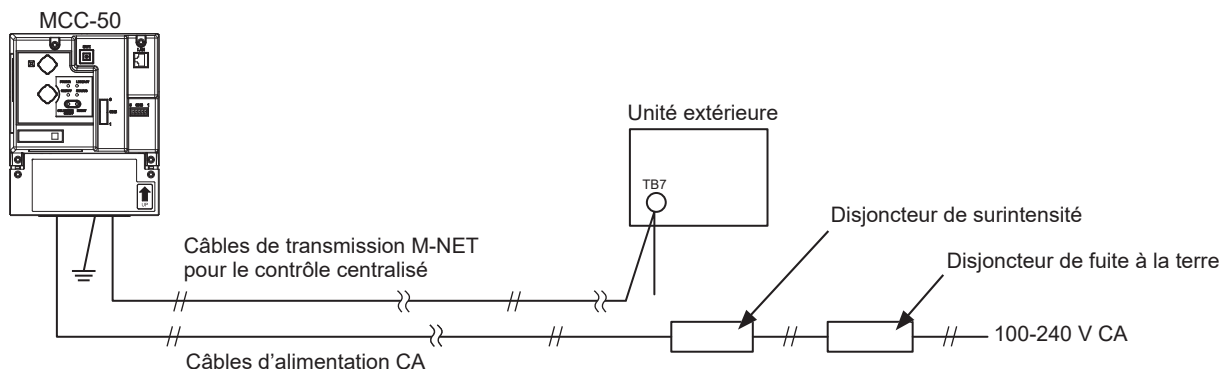 MCC-50
Unité extérieure
TB7
Disjoncteur de surintensité
Câbles de transmission M-NET
pour le contrôle centralisé
Disjoncteur de fuite à la terre
100-240 V CA
Câbles d'alimentation CA